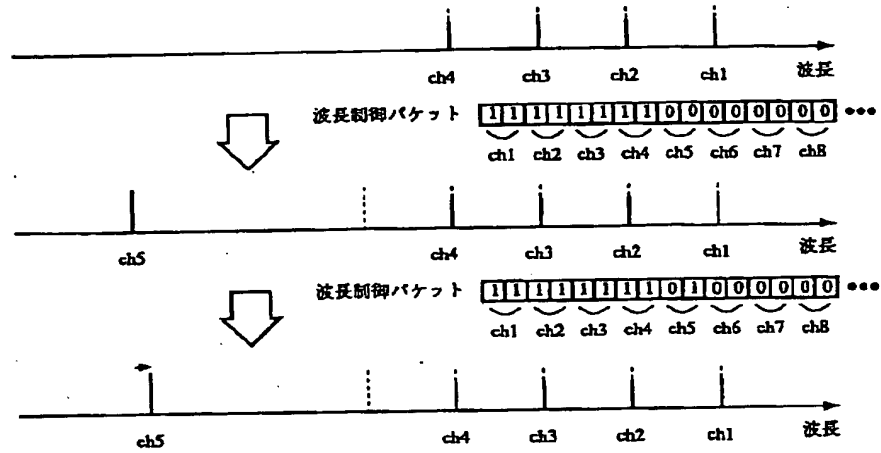 ch4 ch3 ch2 ch1 波長
波長制御パケット 1 1 1 1 1 1 1 1 0 0 0 0 0 0 0 0 •••
ch1 ch2 ch3 ch4 ch5 ch6 ch7 ch8
ch5 ch4 ch3 ch2 ch1 波長
波長制御パケット 1 1 1 1 1 1 1 1 0 1 0 0 0 0 0 0 •••
ch1 ch2 ch3 ch4 ch5 ch6 ch7 ch8
ch5 ch4 ch3 ch2 ch1 波長